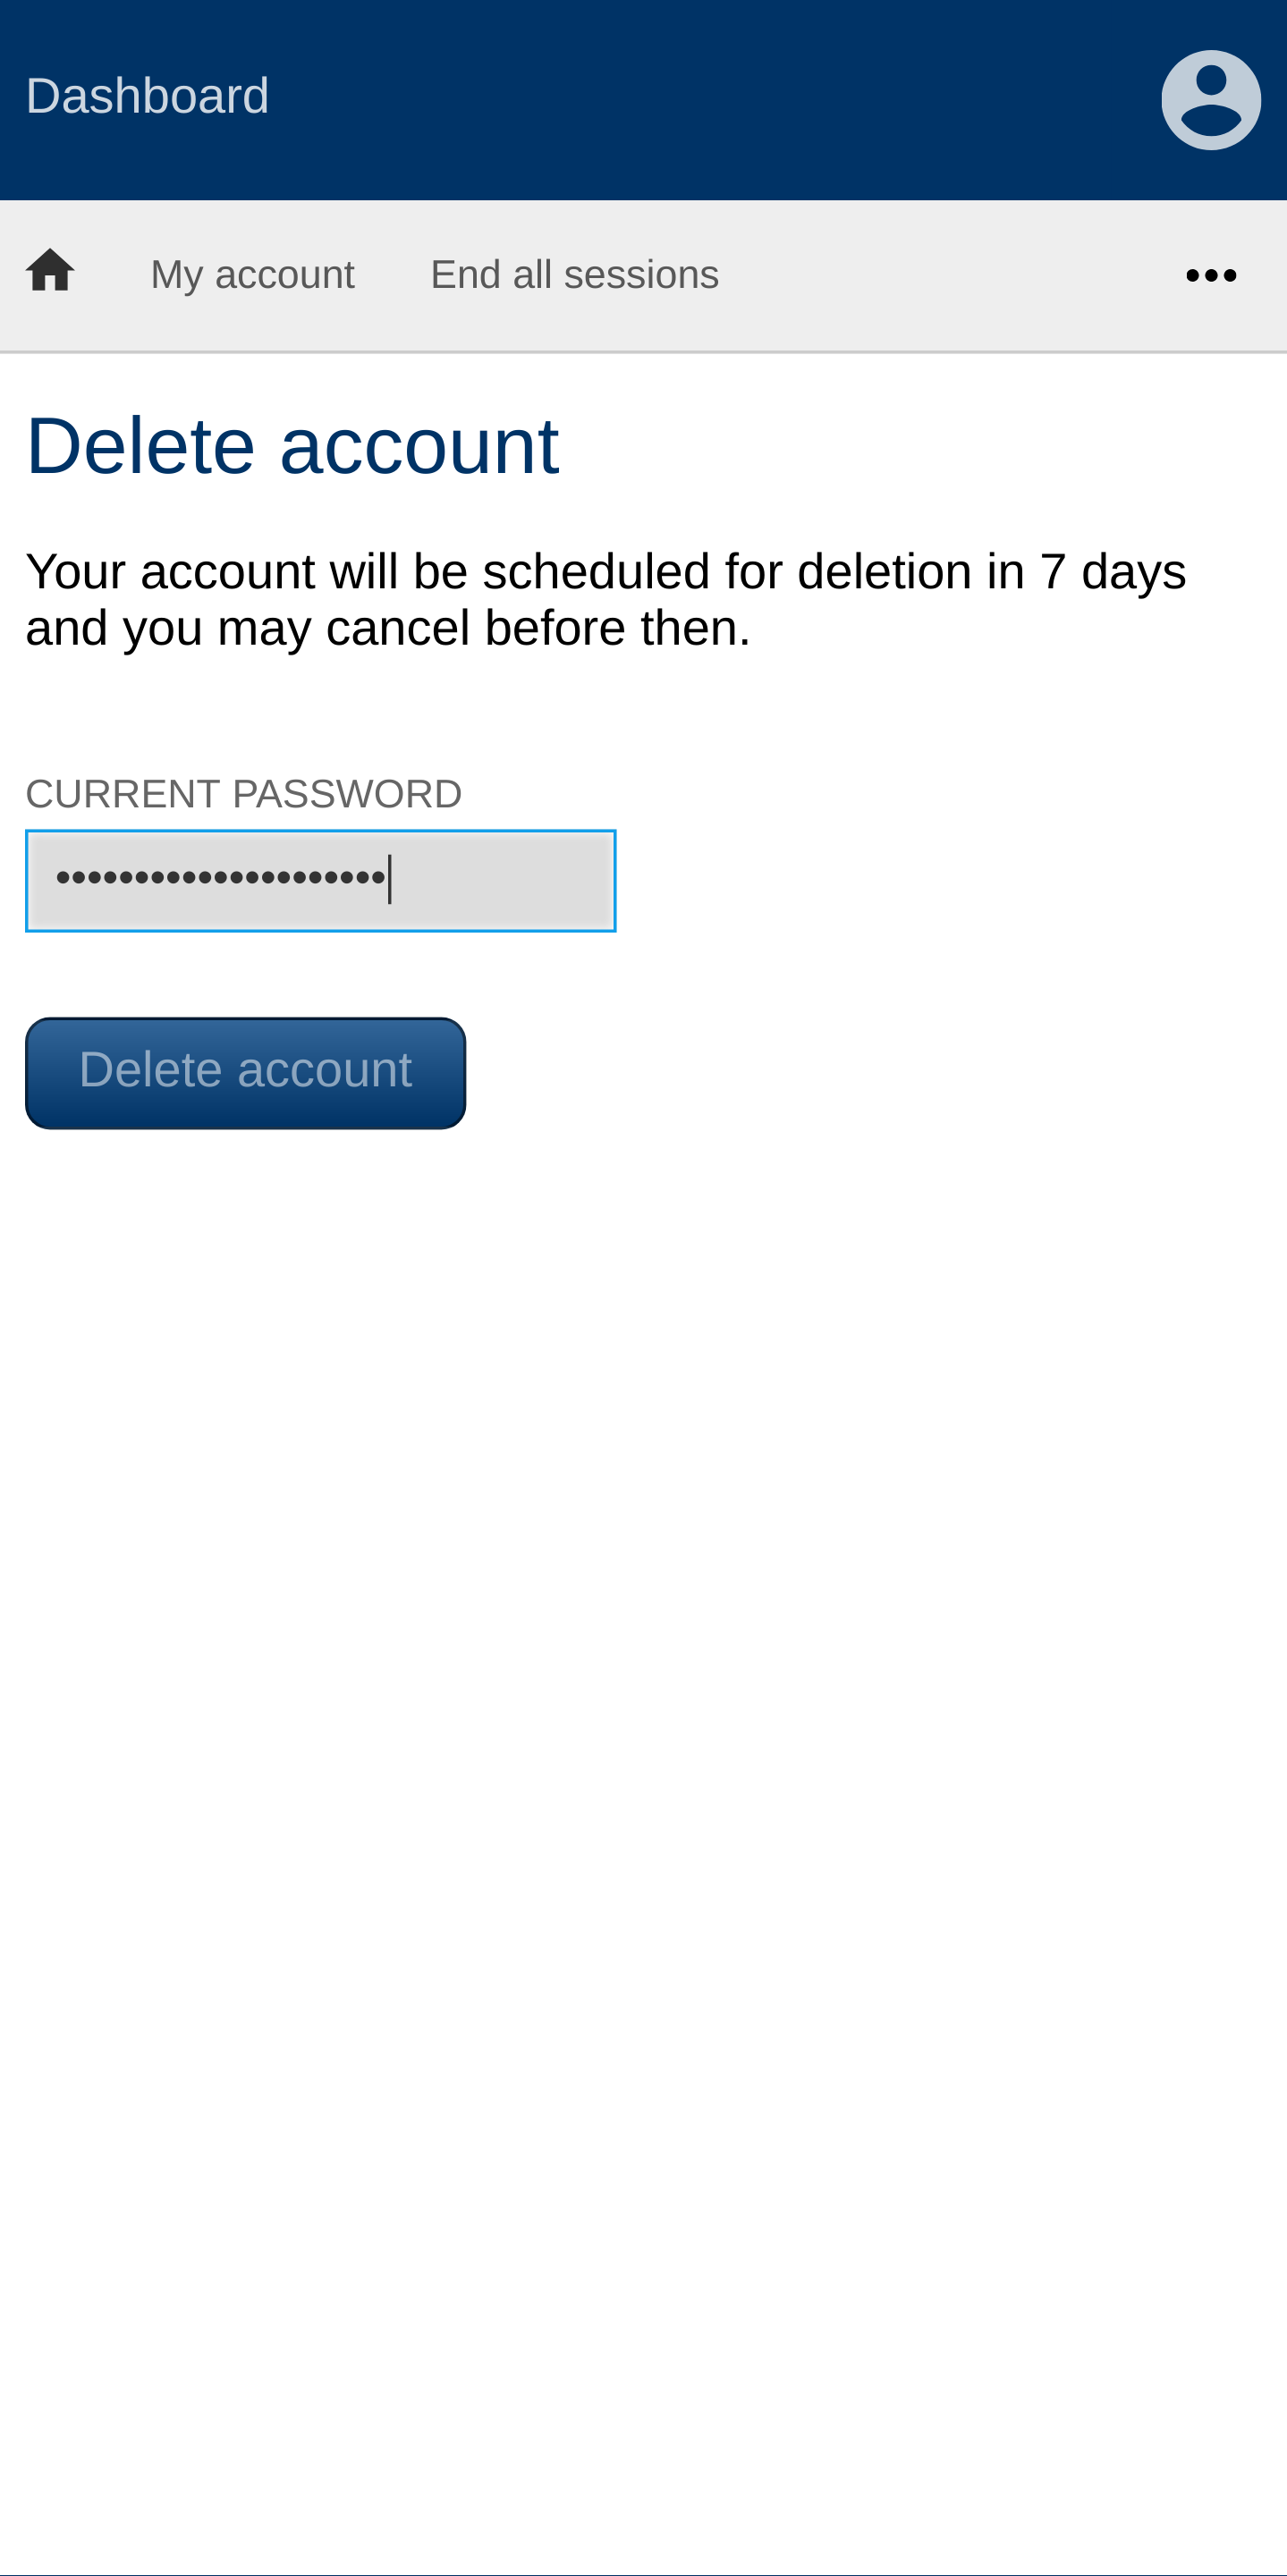 Dashboard
My account End all sessions •••
Delete account
Your account will be scheduled for deletion in 7 days
and you may cancel before then.
CURRENT PASSWORD
•••••••••••••••••••••
Delete account